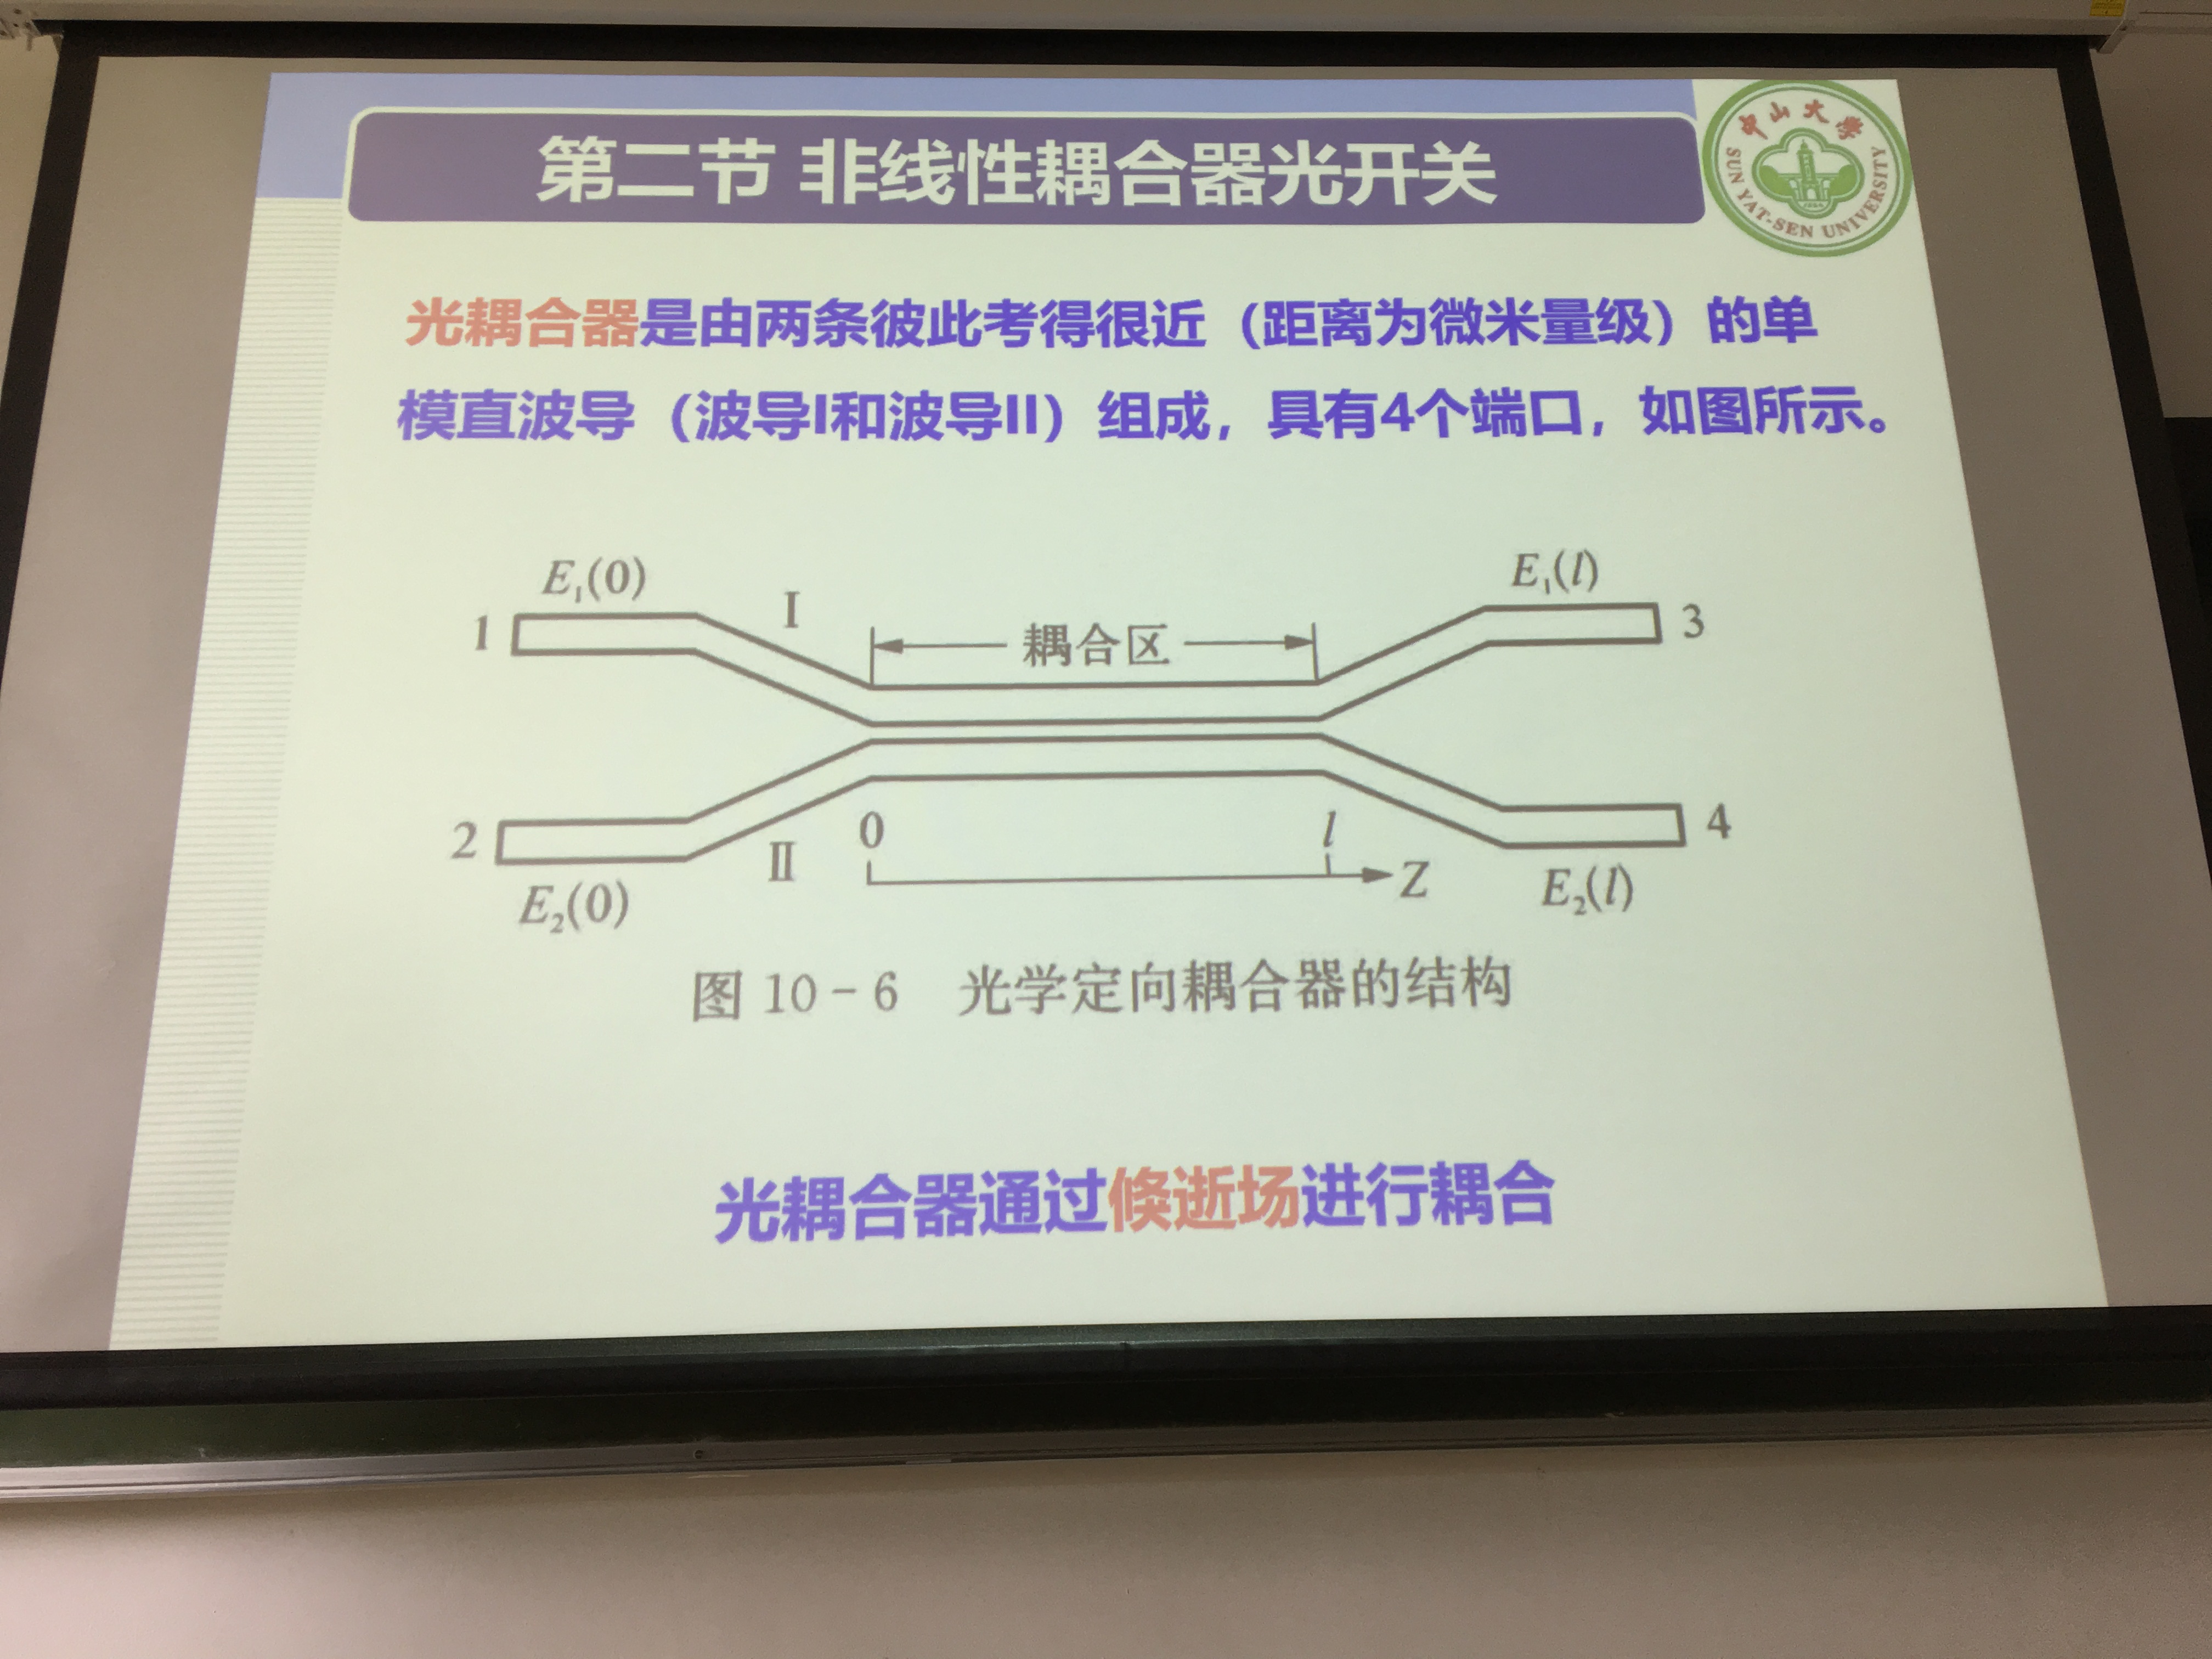 第二节 非线性耦合器光开关
中山大学
SUN YAT-SEN UNIVERSITY
光耦合器是由两条彼此考得很近（距离为微米量级）的单
模直波导（波导I和波导II）组成，具有4个端口，如图所示。
E₁(0)
I
E₁(l)
1
耦合区
3
2
0
l
4
II
Z
E₂(0)
E₂(l)
图 10-6 光学定向耦合器的结构
光耦合器通过倏逝场进行耦合